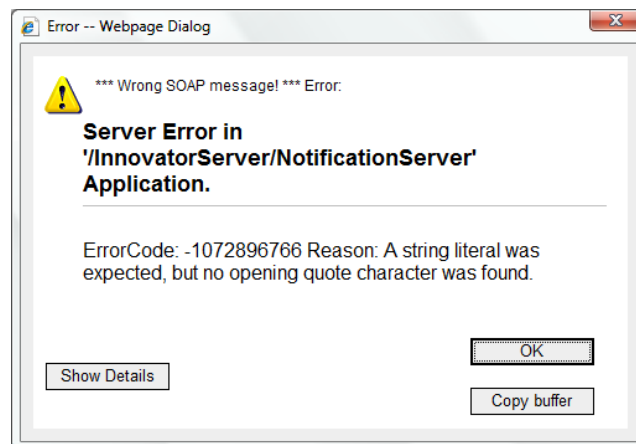 Error -- Webpage Dialog
*** Wrong SOAP message! *** Error:
Server Error in
'/InnovatorServer/NotificationServer'
Application.
ErrorCode: -1072896766 Reason: A string literal was
expected, but no opening quote character was found.
OK
Show Details
Copy buffer